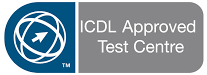 ICDL Approved
Test Centre
TM